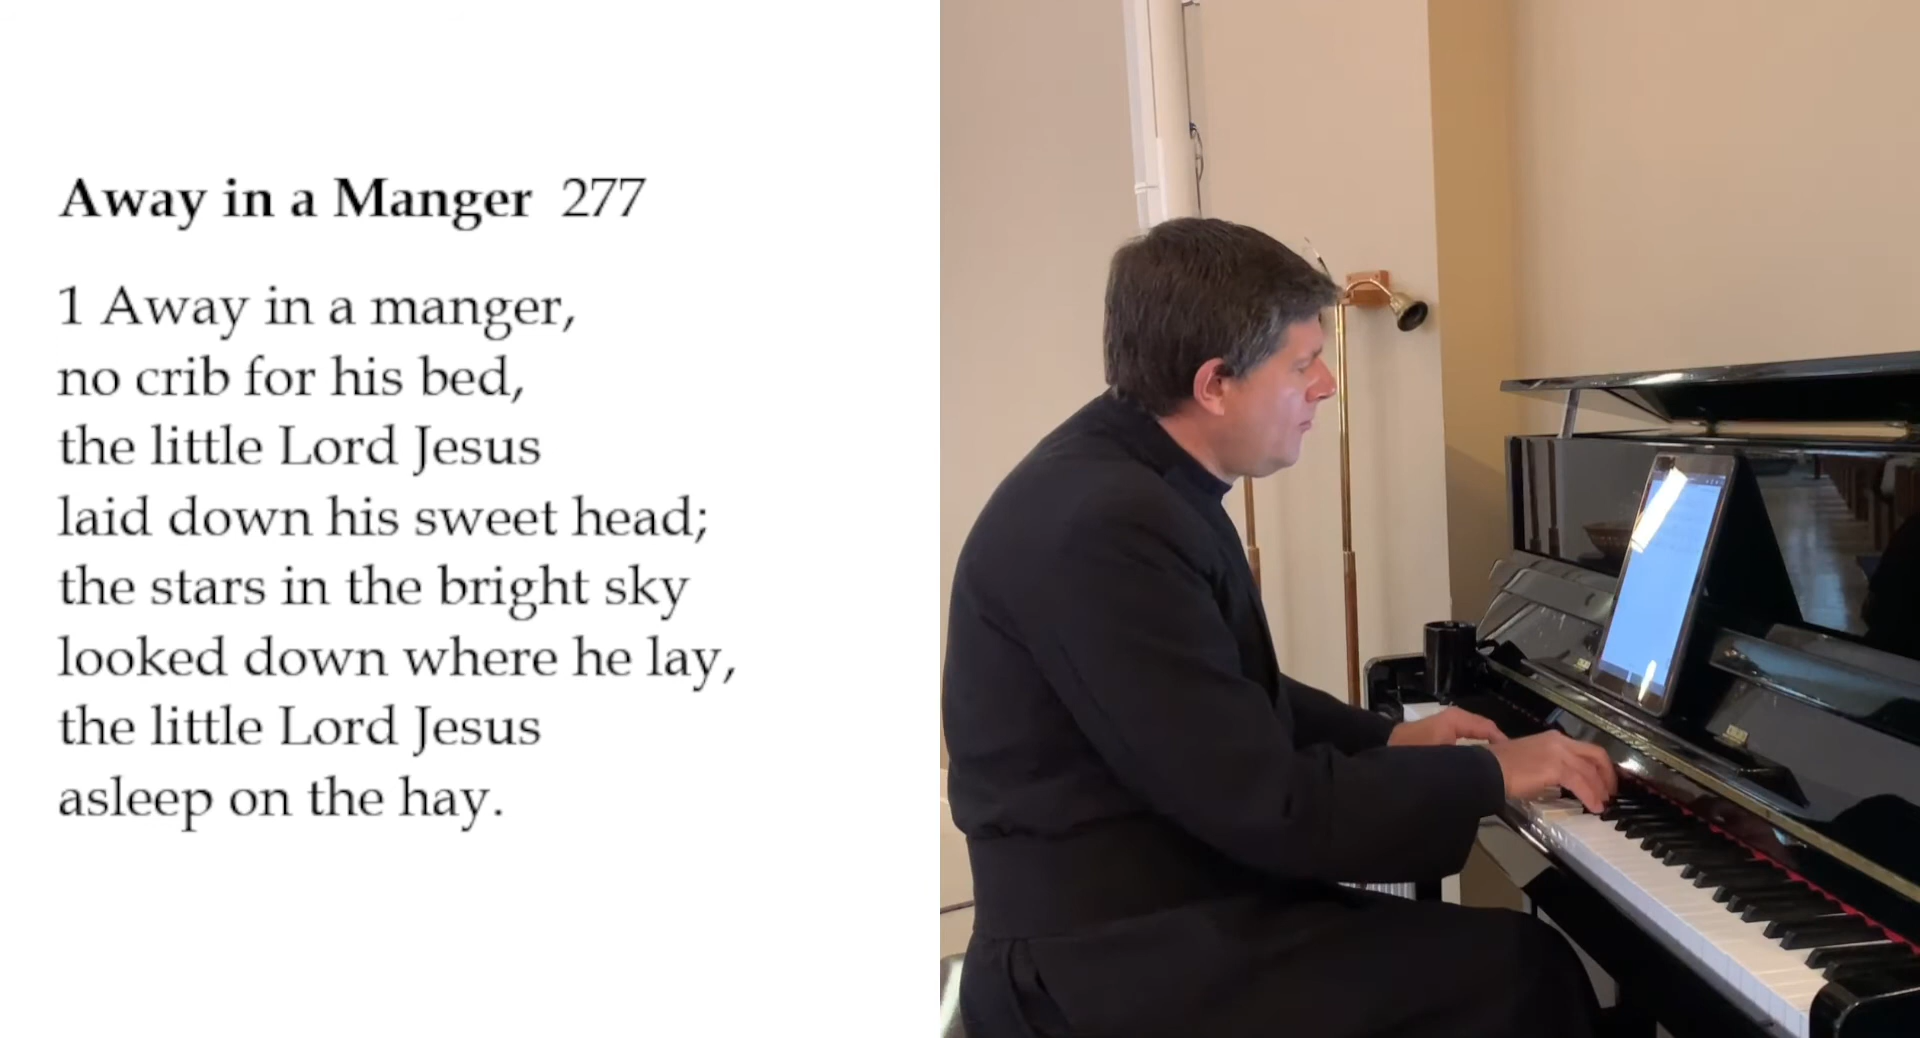 Away in a Manger 277
1 Away in a manger,
no crib for his bed,
the little Lord Jesus
laid down his sweet head;
the stars in the bright sky
looked down where he lay,
the little Lord Jesus
asleep on the hay.